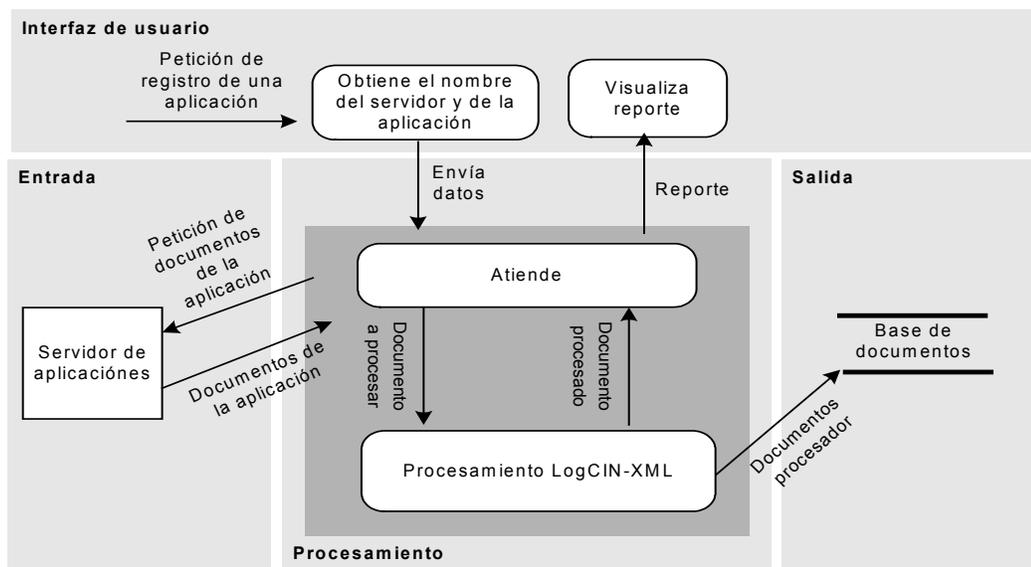 Interfaz de usuario
Petición de
registro de una
aplicación
Obtiene el nombre
del servidor y de la
aplicación
Visualiza
reporte
Entrada
Envía
datos
Reporte
Salida
Petición de
documentos
de la
aplicación
Atiende
Servidor de
aplicaciónes
Documentos de
la aplicación
Documento
a procesar
Documento
procesado
Base de
documentos
Procesamiento LogCIN-XML
Documentos
procesador
Procesamiento